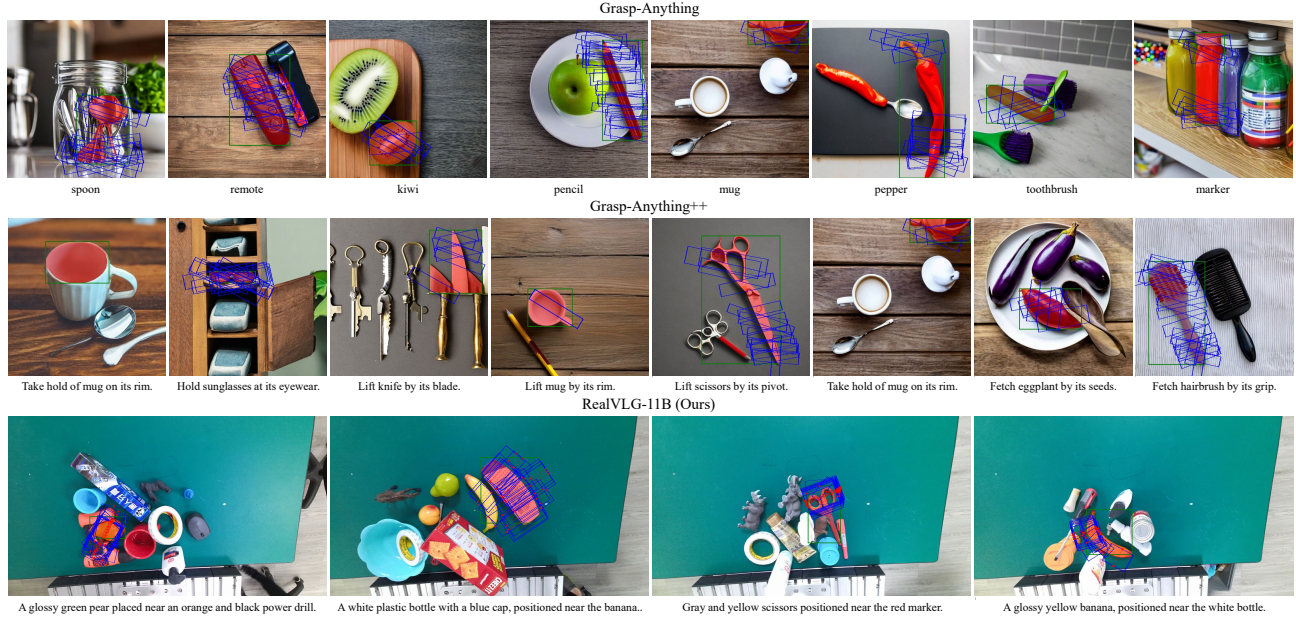 Grasp-Anything
spoon
remote
kiwi
pencil
mug
pepper
toothbrush
marker
Grasp-Anything++
Take hold of mug on its rim.
Hold sunglasses at its eyewear.
Lift knife by its blade.
Lift mug by its rim.
Lift scissors by its pivot.
Take hold of mug on its rim.
Fetch eggplant by its seeds.
Fetch hairbrush by its grip.
RealVLG-11B (Ours)
A glossy green pear placed near an orange and black power drill.
A white plastic bottle with a blue cap, positioned near the banana..
Gray and yellow scissors positioned near the red marker.
A glossy yellow banana, positioned near the white bottle.